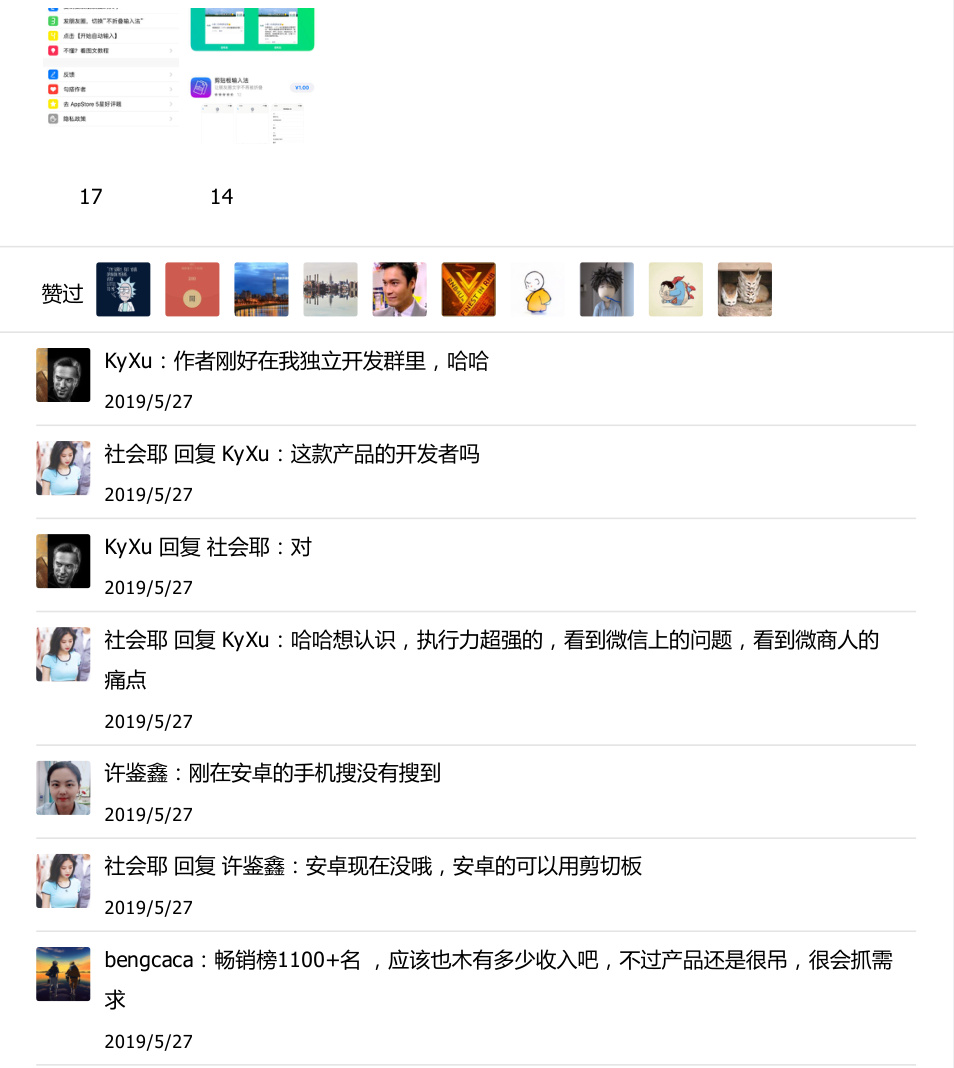 发朋友圈，切换“不折叠输入法”
点击【开始启动输入】
不懂？看图文教程
反馈
勾搭作者
去 AppStore 5星好评哦
隐私政策
剪贴板输入法
¥1.00
17 14
赞过
KyXu：作者刚好在我独立开发群里，哈哈
2019/5/27
社会耶 回复 KyXu：这款产品的开发者吗
2019/5/27
KyXu 回复 社会耶：对
2019/5/27
社会耶 回复 KyXu：哈哈想认识，执行力超强的，看到微信上的问题，看到微商人的
痛点
2019/5/27
许鉴鑫：刚在安卓的手机搜没有搜到
2019/5/27
社会耶 回复 许鉴鑫：安卓现在没哦，安卓的可以用剪切板
2019/5/27
bengcaca：畅销榜1100+名 ，应该也木有多少收入吧，不过产品还是很吊，很会抓需
求
2019/5/27